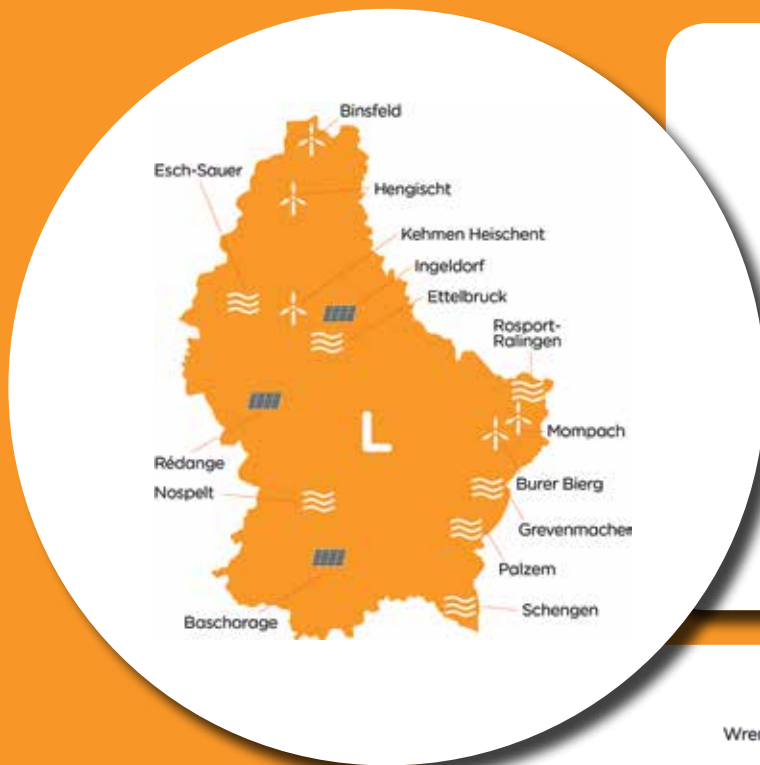 Binsfeld
Esch-Sauer
Hengischt
Kehmen Heischent
Ingeldorf
Ettelbruck
Rosport-
Ralingen
L
Mompach
Rédange
Burer Bierg
Nospelt
Grevenmacher
Palzem
Schengen
Bascharage